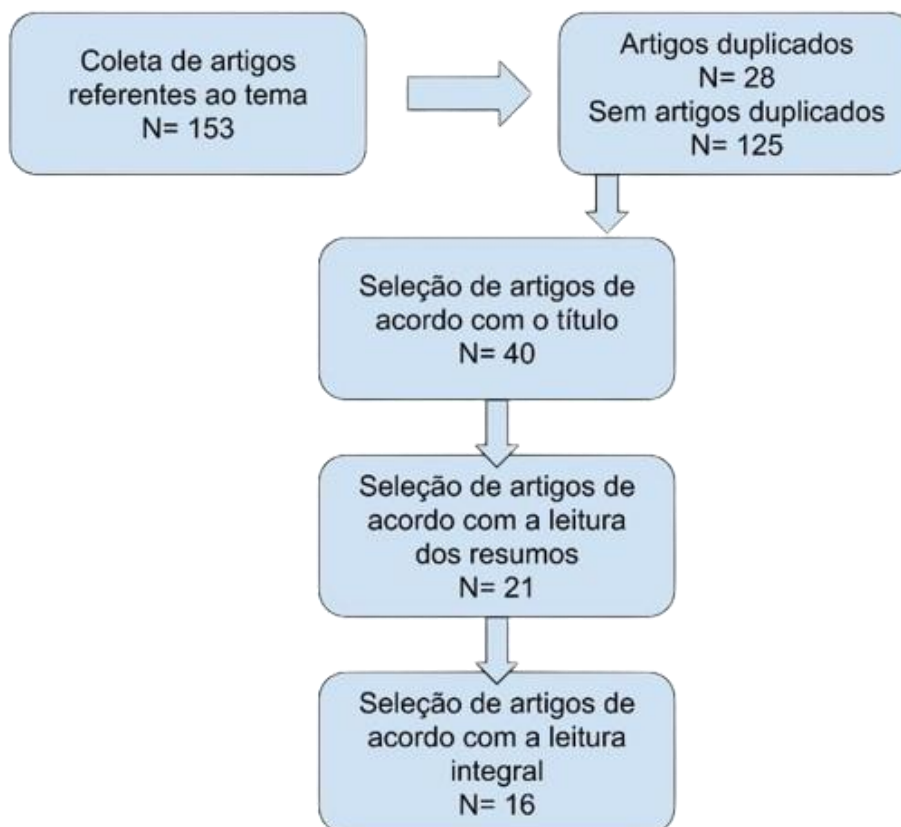 Coleta de artigos
referentes ao tema
N= 153
Artigos duplicados
N= 28
Sem artigos duplicados
N= 125
Seleção de artigos de
acordo com o título
N= 40
Seleção de artigos de
acordo com a leitura
dos resumos
N= 21
Seleção de artigos de
acordo com a leitura
integral
N= 16